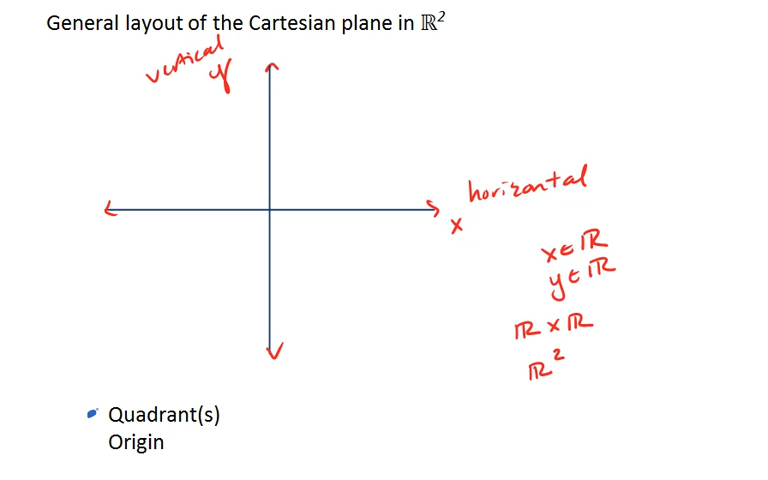 General layout of the Cartesian plane in ℝ²
vertical
y
horizontal
x
x ∈ ℝ
y ∈ ℝ
ℝ × ℝ
ℝ²
Quadrant(s)
Origin